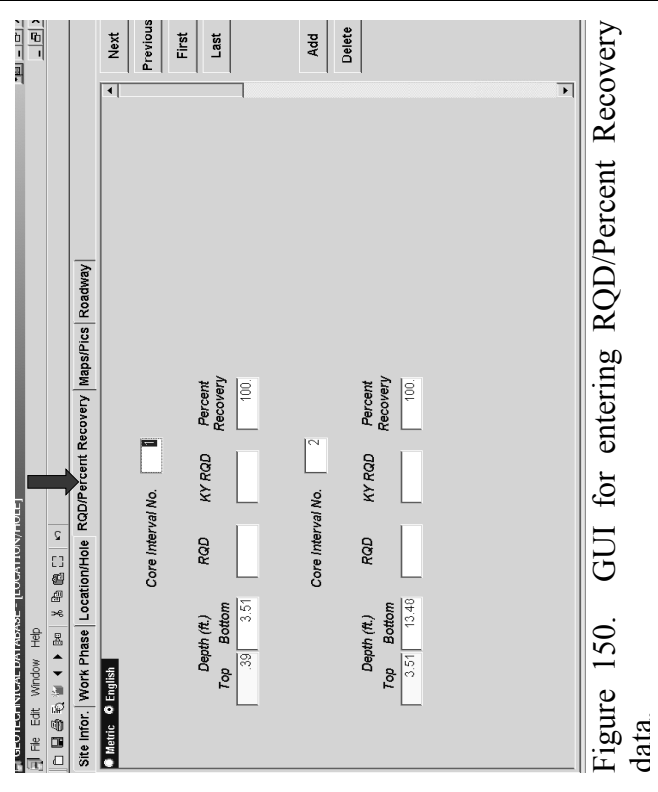 GEOTECHNICAL DATABASE - [LOCATION/HOLE]
File Edit Window Help
Site Infor. Work Phase Location/Hole RQD/Percent Recovery Maps/Pics Roadway
Metric English
Core Interval No. 1
Depth (ft.)
Top Bottom RQD KY RQD Percent Recovery
.39 3.51 100.
Core Interval No. 2
Depth (ft.)
Top Bottom RQD KY RQD Percent Recovery
3.51 13.48 100.
Next
Previous
First
Last
Add
Delete
Figure 150. GUI for entering RQD/Percent Recovery
data.